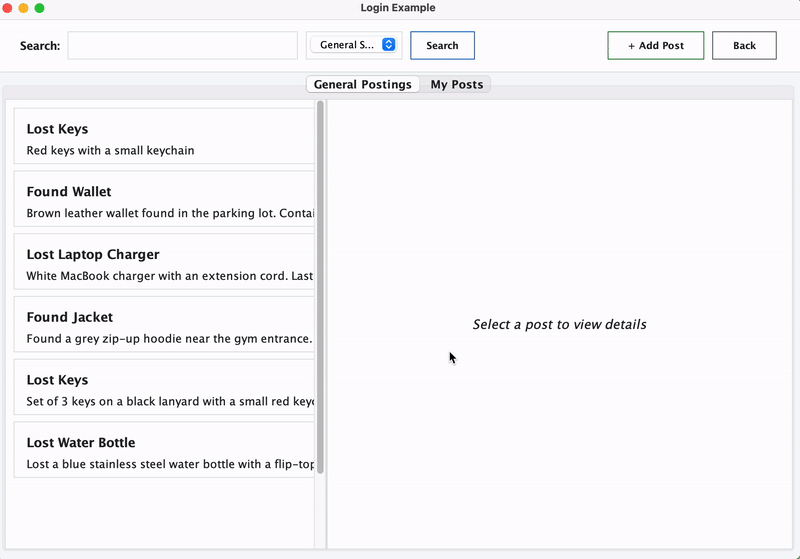 Login Example
Search:
General S...
Search
+ Add Post
Back
General Postings
My Posts
Lost Keys
Red keys with a small keychain
Found Wallet
Brown leather wallet found in the parking lot. Contai
Lost Laptop Charger
White MacBook charger with an extension cord. Last
Found Jacket
Found a grey zip-up hoodie near the gym entrance.
Lost Keys
Set of 3 keys on a black lanyard with a small red keyc
Lost Water Bottle
Lost a blue stainless steel water bottle with a flip-top
Select a post to view details